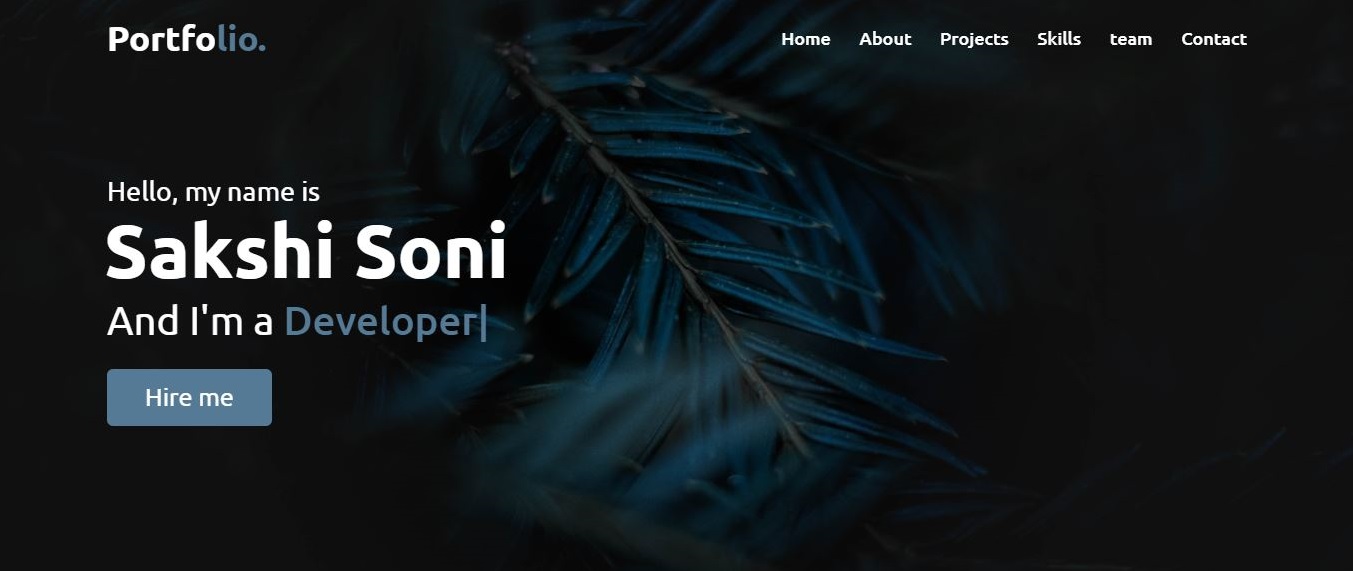 Portfolio.
Home About Projects Skills team Contact
Hello, my name is
Sakshi Soni
And I'm a Developer|
Hire me